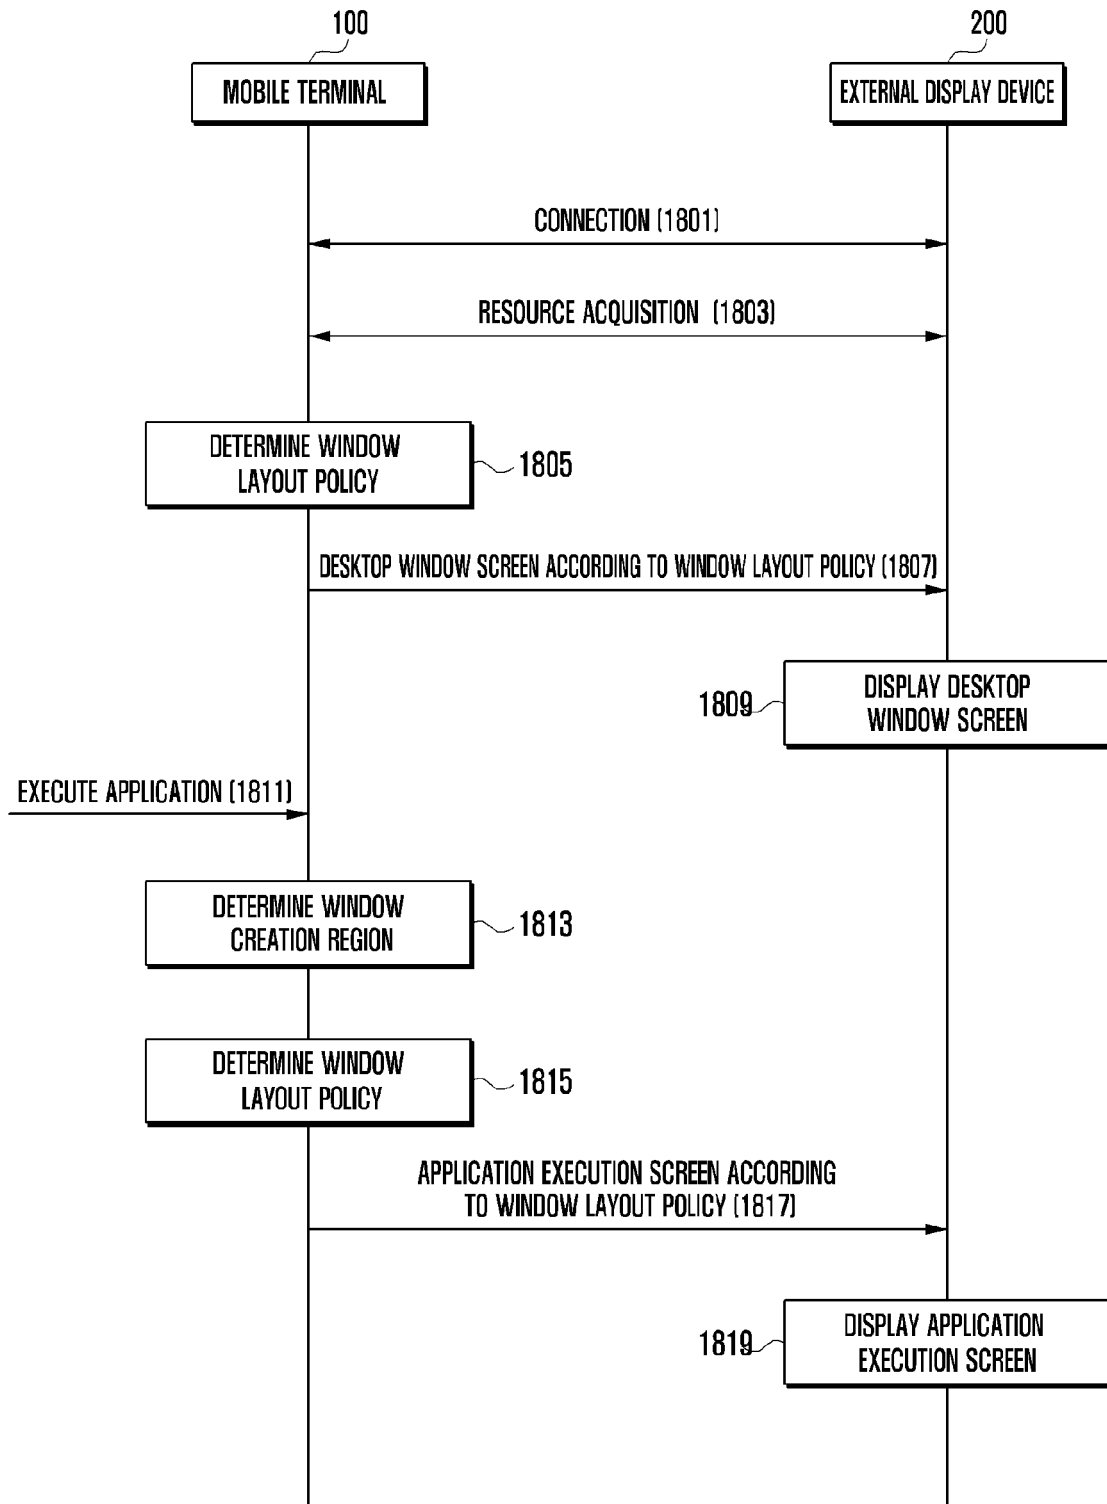 100
200
MOBILE TERMINAL
EXTERNAL DISPLAY DEVICE
CONNECTION (1801)
RESOURCE ACQUISITION (1803)
DETERMINE WINDOW
LAYOUT POLICY
1805
DESKTOP WINDOW SCREEN ACCORDING TO WINDOW LAYOUT POLICY (1807)
1809
DISPLAY DESKTOP
WINDOW SCREEN
EXECUTE APPLICATION (1811)
DETERMINE WINDOW
CREATION REGION
1813
DETERMINE WINDOW
LAYOUT POLICY
1815
APPLICATION EXECUTION SCREEN ACCORDING
TO WINDOW LAYOUT POLICY (1817)
1819
DISPLAY APPLICATION
EXECUTION SCREEN